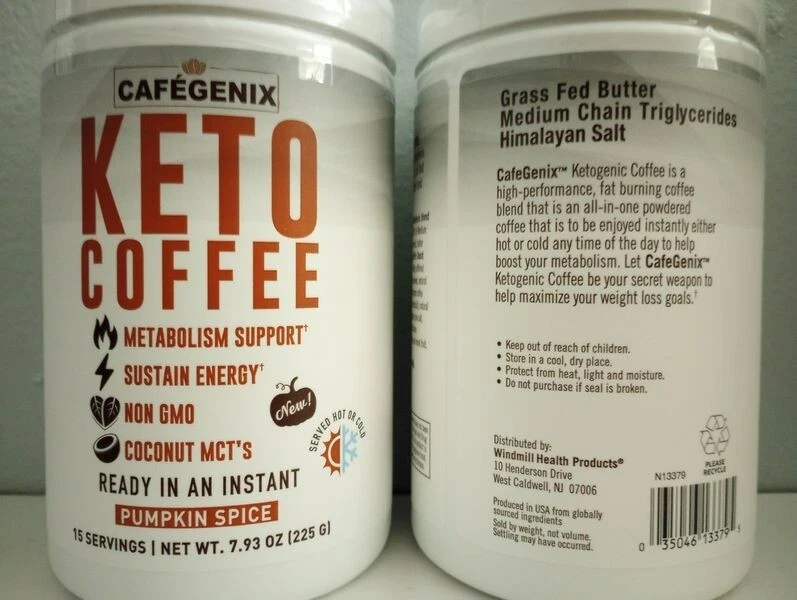 CAFÉGENIX
KETO
COFFEE
METABOLISM SUPPORT†
SUSTAIN ENERGY†
NON GMO
COCONUT MCT'S
New!
SERVED HOT OR COLD
READY IN AN INSTANT
PUMPKIN SPICE
15 SERVINGS | NET WT. 7.93 OZ (225 G)
Grass Fed Butter
Medium Chain Triglycerides
Himalayan Salt
CafeGenix™ Ketogenic Coffee is a
high-performance, fat burning coffee
blend that is an all-in-one powdered
coffee that is to be enjoyed instantly either
hot or cold any time of the day to help
boost your metabolism. Let CafeGenix™
Ketogenic Coffee be your secret weapon to
help maximize your weight loss goals.†
• Keep out of reach of children.
• Store in a cool, dry place.
• Protect from heat, light and moisture.
• Do not purchase if seal is broken.
Distributed by:
Windmill Health Products®
10 Henderson Drive
West Caldwell, NJ 07006
Produced in USA from globally
sourced ingredients
Sold by weight, not volume.
Settling may have occurred.
PLEASE
RECYCLE
N13379
0 35046 13379 5